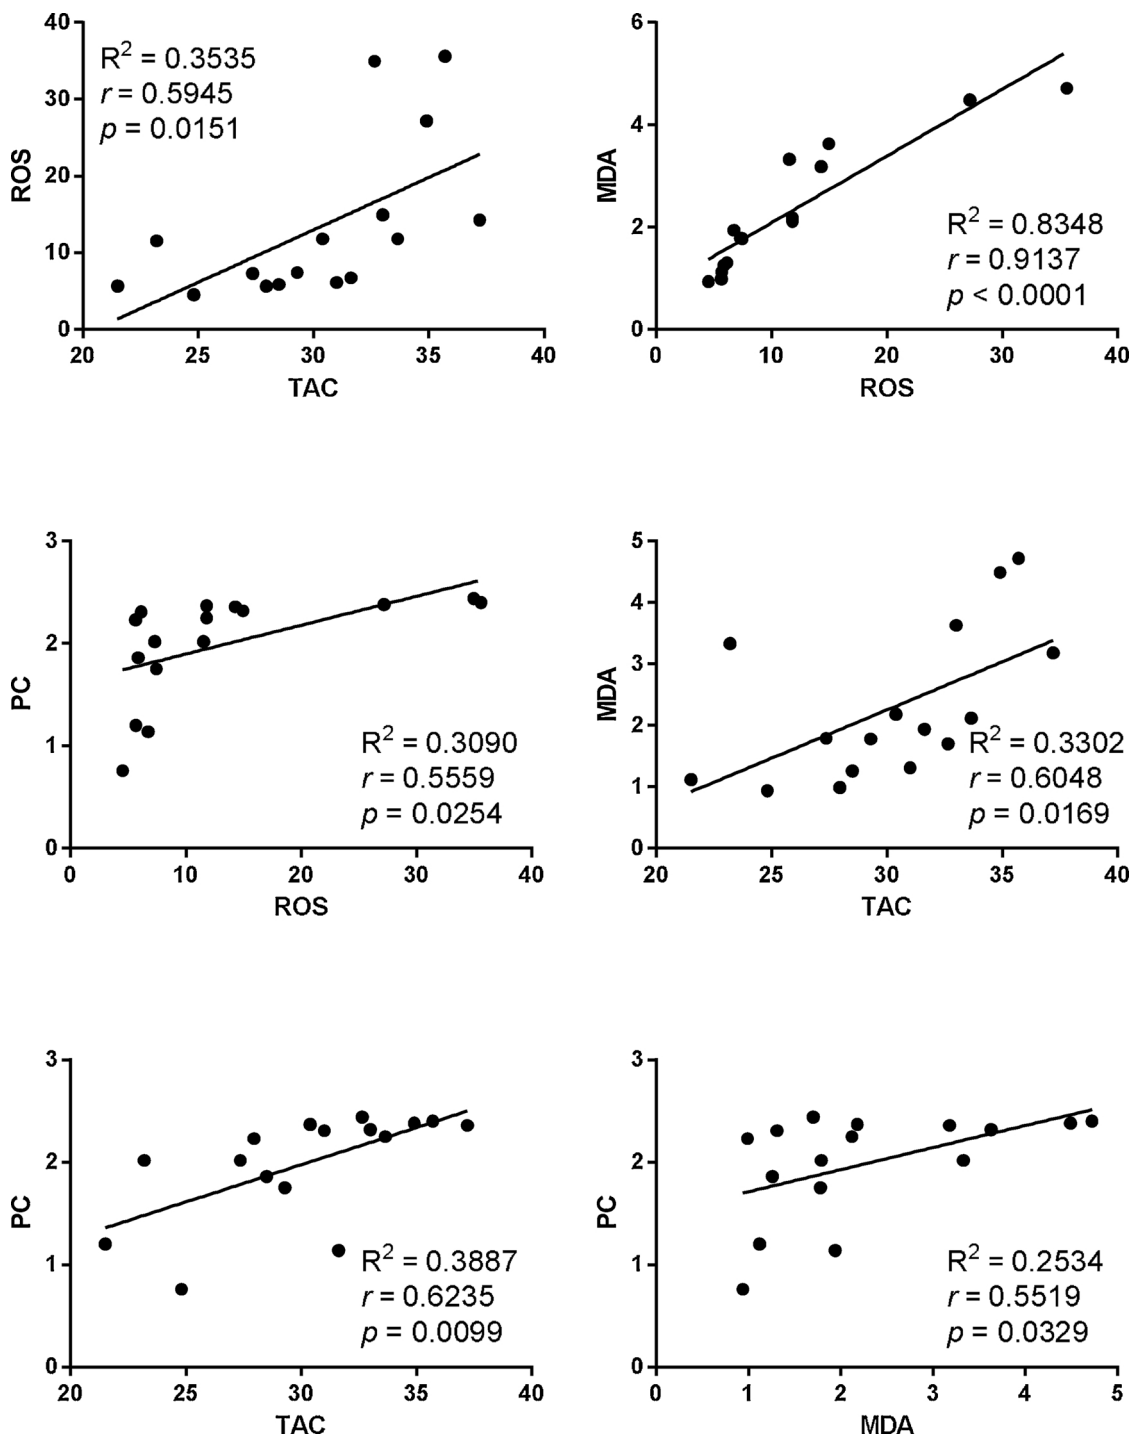 40
30
20
10
0
ROS
R² = 0.3535
r = 0.5945
p = 0.0151
20 25 30 35 40
TAC
6
4
2
0
MDA
R² = 0.8348
r = 0.9137
p < 0.0001
0 10 20 30 40
ROS
3
2
1
0
PC
R² = 0.3090
r = 0.5559
p = 0.0254
0 10 20 30 40
ROS
5
4
3
2
1
0
MDA
R² = 0.3302
r = 0.6048
p = 0.0169
20 25 30 35 40
TAC
3
2
1
0
PC
R² = 0.3887
r = 0.6235
p = 0.0099
20 25 30 35 40
TAC
3
2
1
0
PC
R² = 0.2534
r = 0.5519
p = 0.0329
0 1 2 3 4 5
MDA